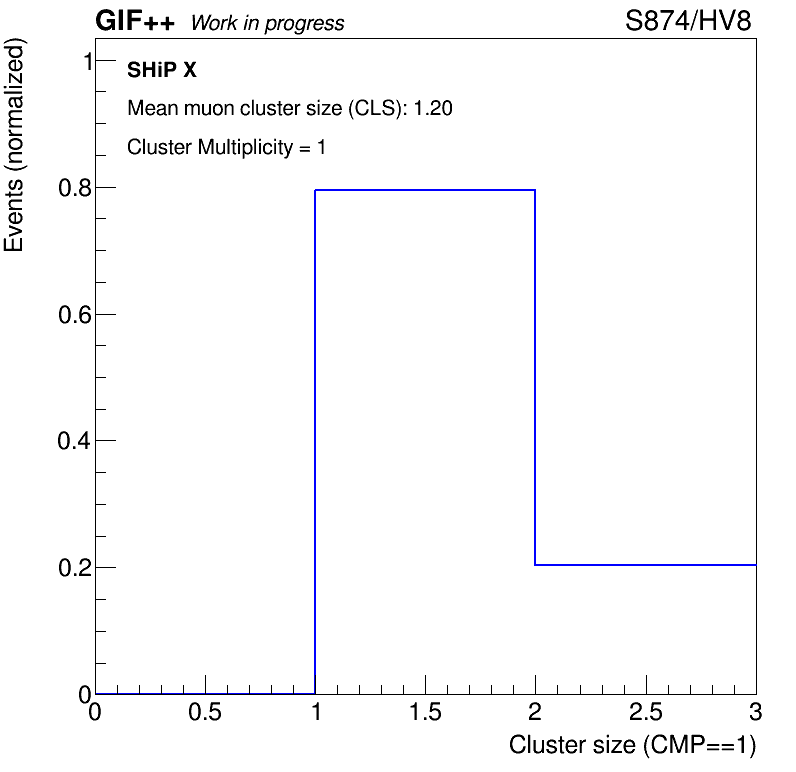 GIF++ Work in progress S874/HV8
Events (normalized)
SHiP X
Mean muon cluster size (CLS): 1.20
Cluster Multiplicity = 1
1
0.8
0.6
0.4
0.2
0
0 0.5 1 1.5 2 2.5 3
Cluster size (CMP==1)